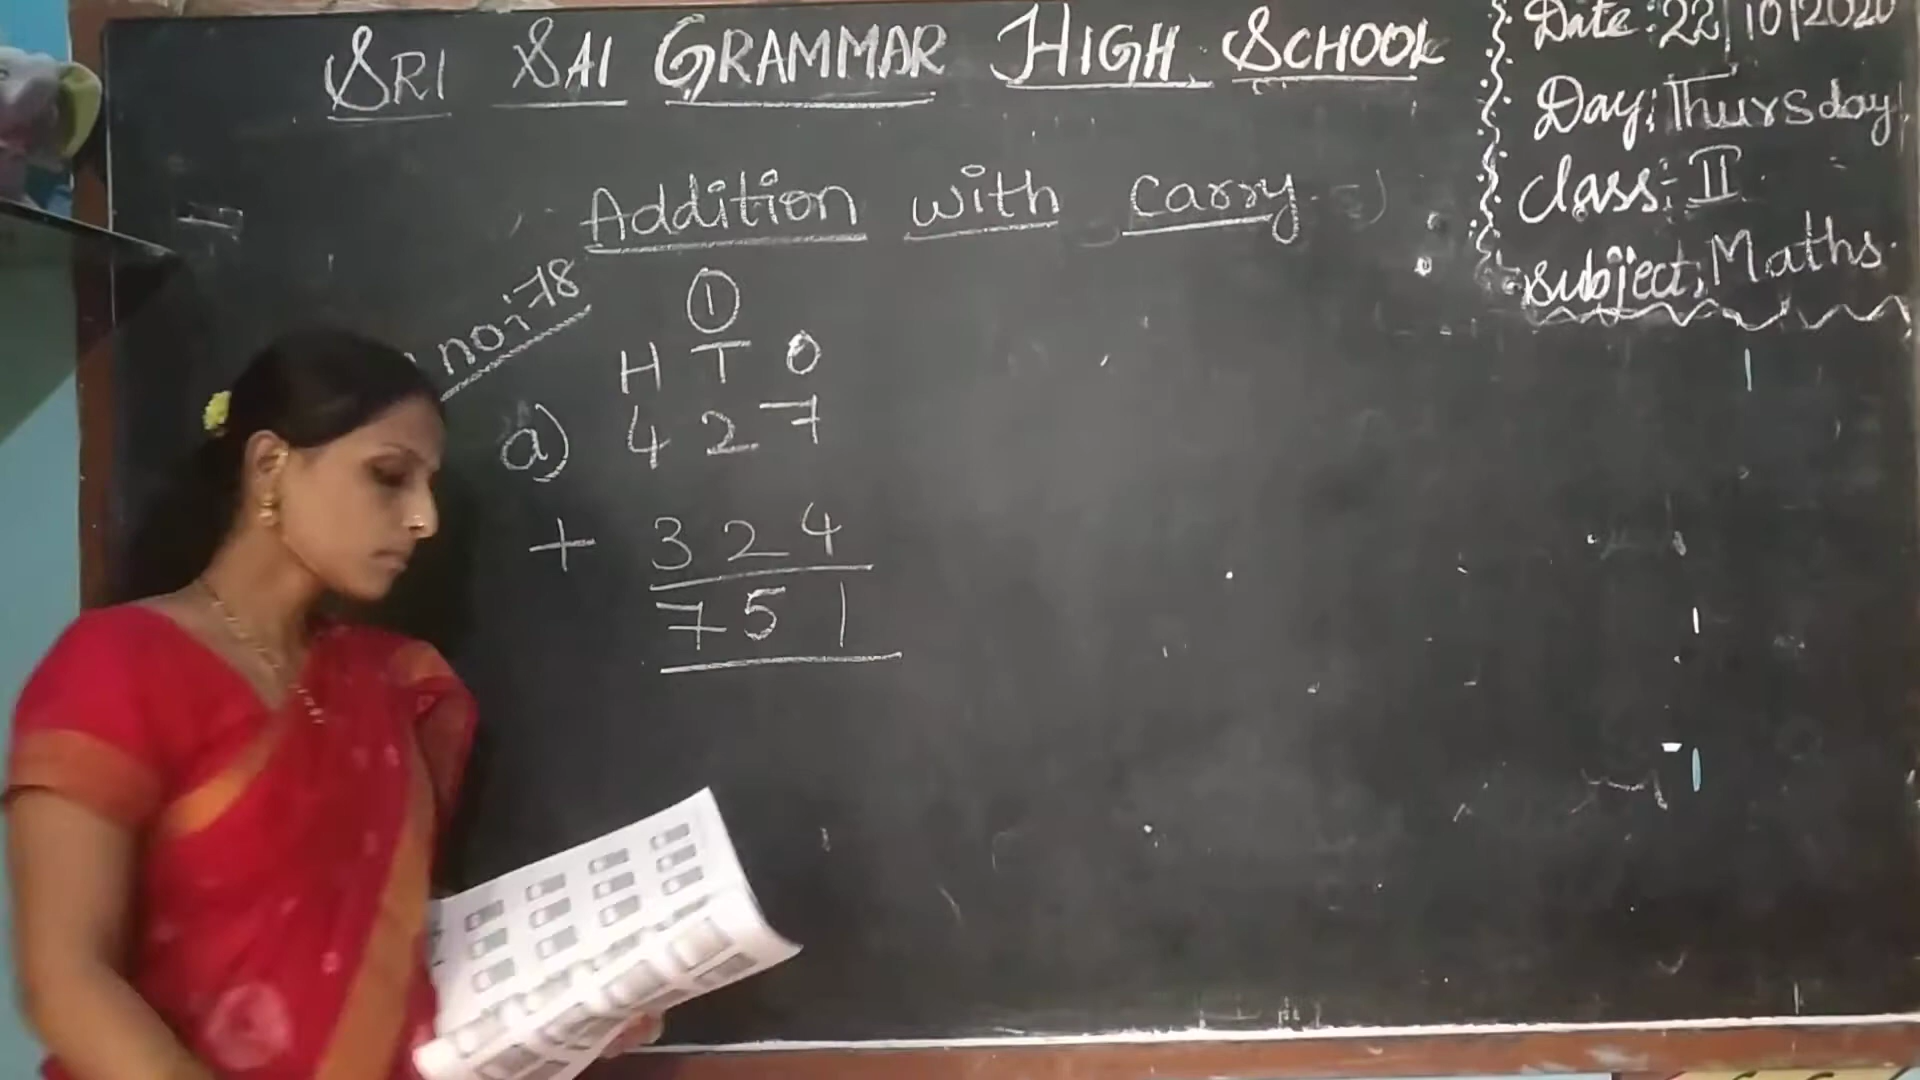 SRI SAI GRAMMAR HIGH SCHOOL
Date: 22/10/2020
Day: Thursday
Class: II
Subject: Maths.
Addition with carry
no: 78
1
H T O
a) 4 2 7
+ 3 2 4
7 5 1